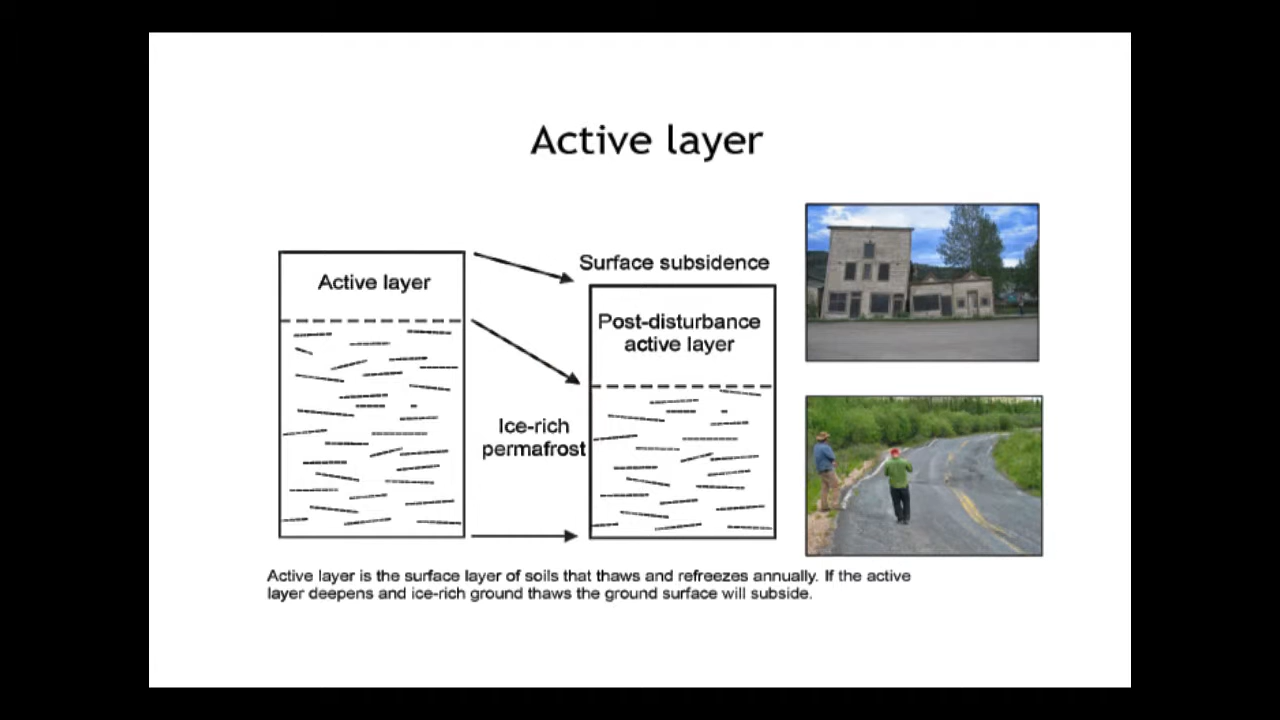 Active layer
Active layer
Surface subsidence
Post-disturbance
active layer
Ice-rich
permafrost
Active layer is the surface layer of soils that thaws and refreezes annually. If the active
layer deepens and ice-rich ground thaws the ground surface will subside.